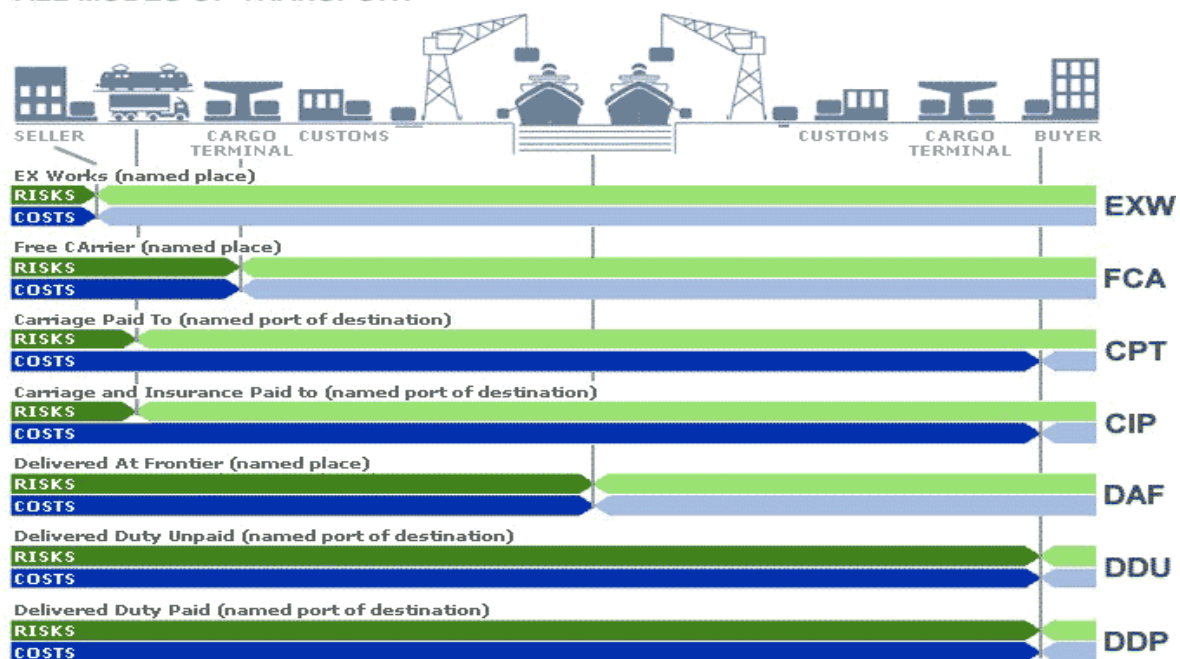 SELLER
CARGO TERMINAL
CUSTOMS
CUSTOMS
CARGO TERMINAL
BUYER
EX Works (named place)
RISKS
COSTS
EXW
Free CArrier (named place)
RISKS
COSTS
FCA
Carriage Paid To (named port of destination)
RISKS
COSTS
CPT
Carriage and Insurance Paid to (named port of destination)
RISKS
COSTS
CIP
Delivered At Frontier (named place)
RISKS
COSTS
DAF
Delivered Duty Unpaid (named port of destination)
RISKS
COSTS
DDU
Delivered Duty Paid (named port of destination)
RISKS
COSTS
DDP